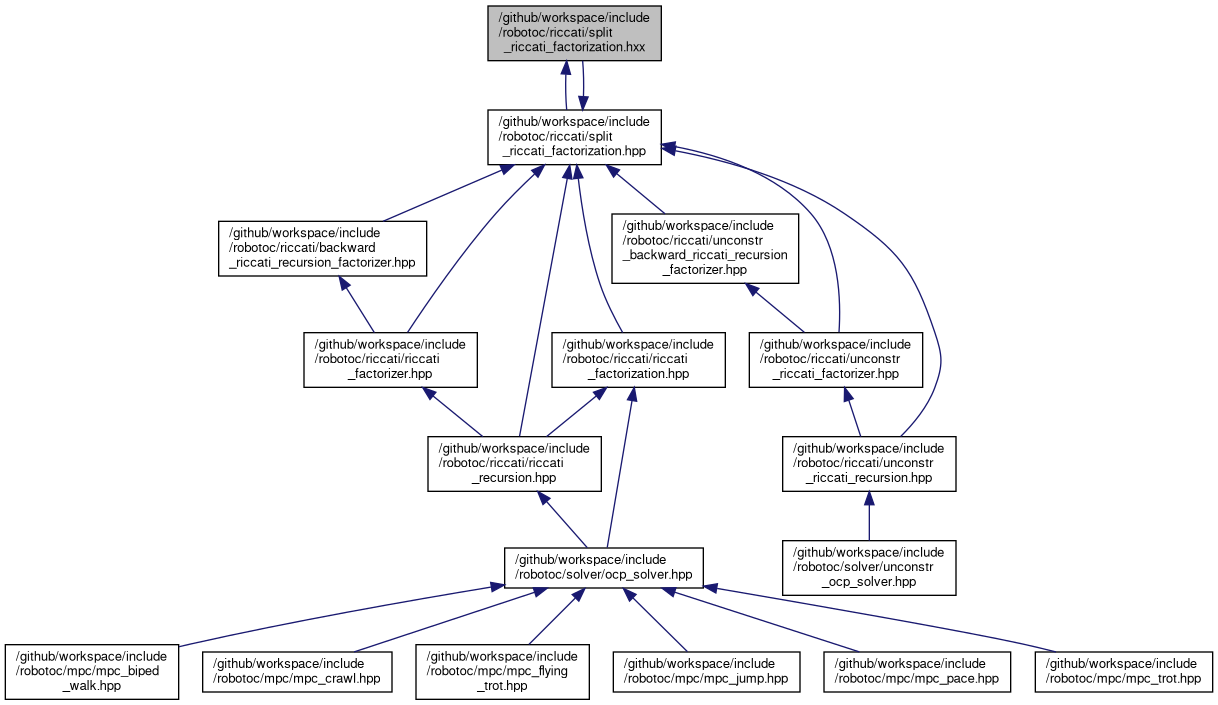 /github/workspace/include
/robotoc/riccati/split
_riccati_factorization.hxx
/github/workspace/include
/robotoc/riccati/split
_riccati_factorization.hpp
/github/workspace/include
/robotoc/riccati/backward
_riccati_recursion_factorizer.hpp
/github/workspace/include
/robotoc/riccati/unconstr
_backward_riccati_recursion
_factorizer.hpp
/github/workspace/include
/robotoc/riccati/riccati
_factorizer.hpp
/github/workspace/include
/robotoc/riccati/riccati
_factorization.hpp
/github/workspace/include
/robotoc/riccati/unconstr
_riccati_factorizer.hpp
/github/workspace/include
/robotoc/riccati/riccati
_recursion.hpp
/github/workspace/include
/robotoc/riccati/unconstr
_riccati_recursion.hpp
/github/workspace/include
/robotoc/solver/ocp_solver.hpp
/github/workspace/include
/robotoc/solver/unconstr
_ocp_solver.hpp
/github/workspace/include
/robotoc/mpc/mpc_biped
_walk.hpp
/github/workspace/include
/robotoc/mpc/mpc_crawl.hpp
/github/workspace/include
/robotoc/mpc/mpc_flying
_trot.hpp
/github/workspace/include
/robotoc/mpc/mpc_jump.hpp
/github/workspace/include
/robotoc/mpc/mpc_pace.hpp
/github/workspace/include
/robotoc/mpc/mpc_trot.hpp